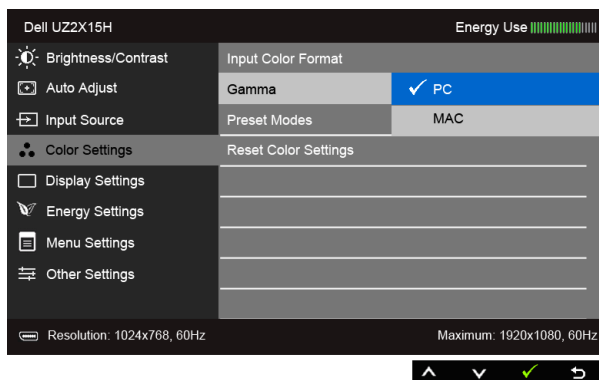 Dell UZ2X15H Energy Use
Brightness/Contrast Input Color Format
Auto Adjust Gamma PC
Input Source Preset Modes MAC
Color Settings Reset Color Settings
Display Settings
Energy Settings
Menu Settings
Other Settings
Resolution: 1024x768, 60Hz Maximum: 1920x1080, 60Hz